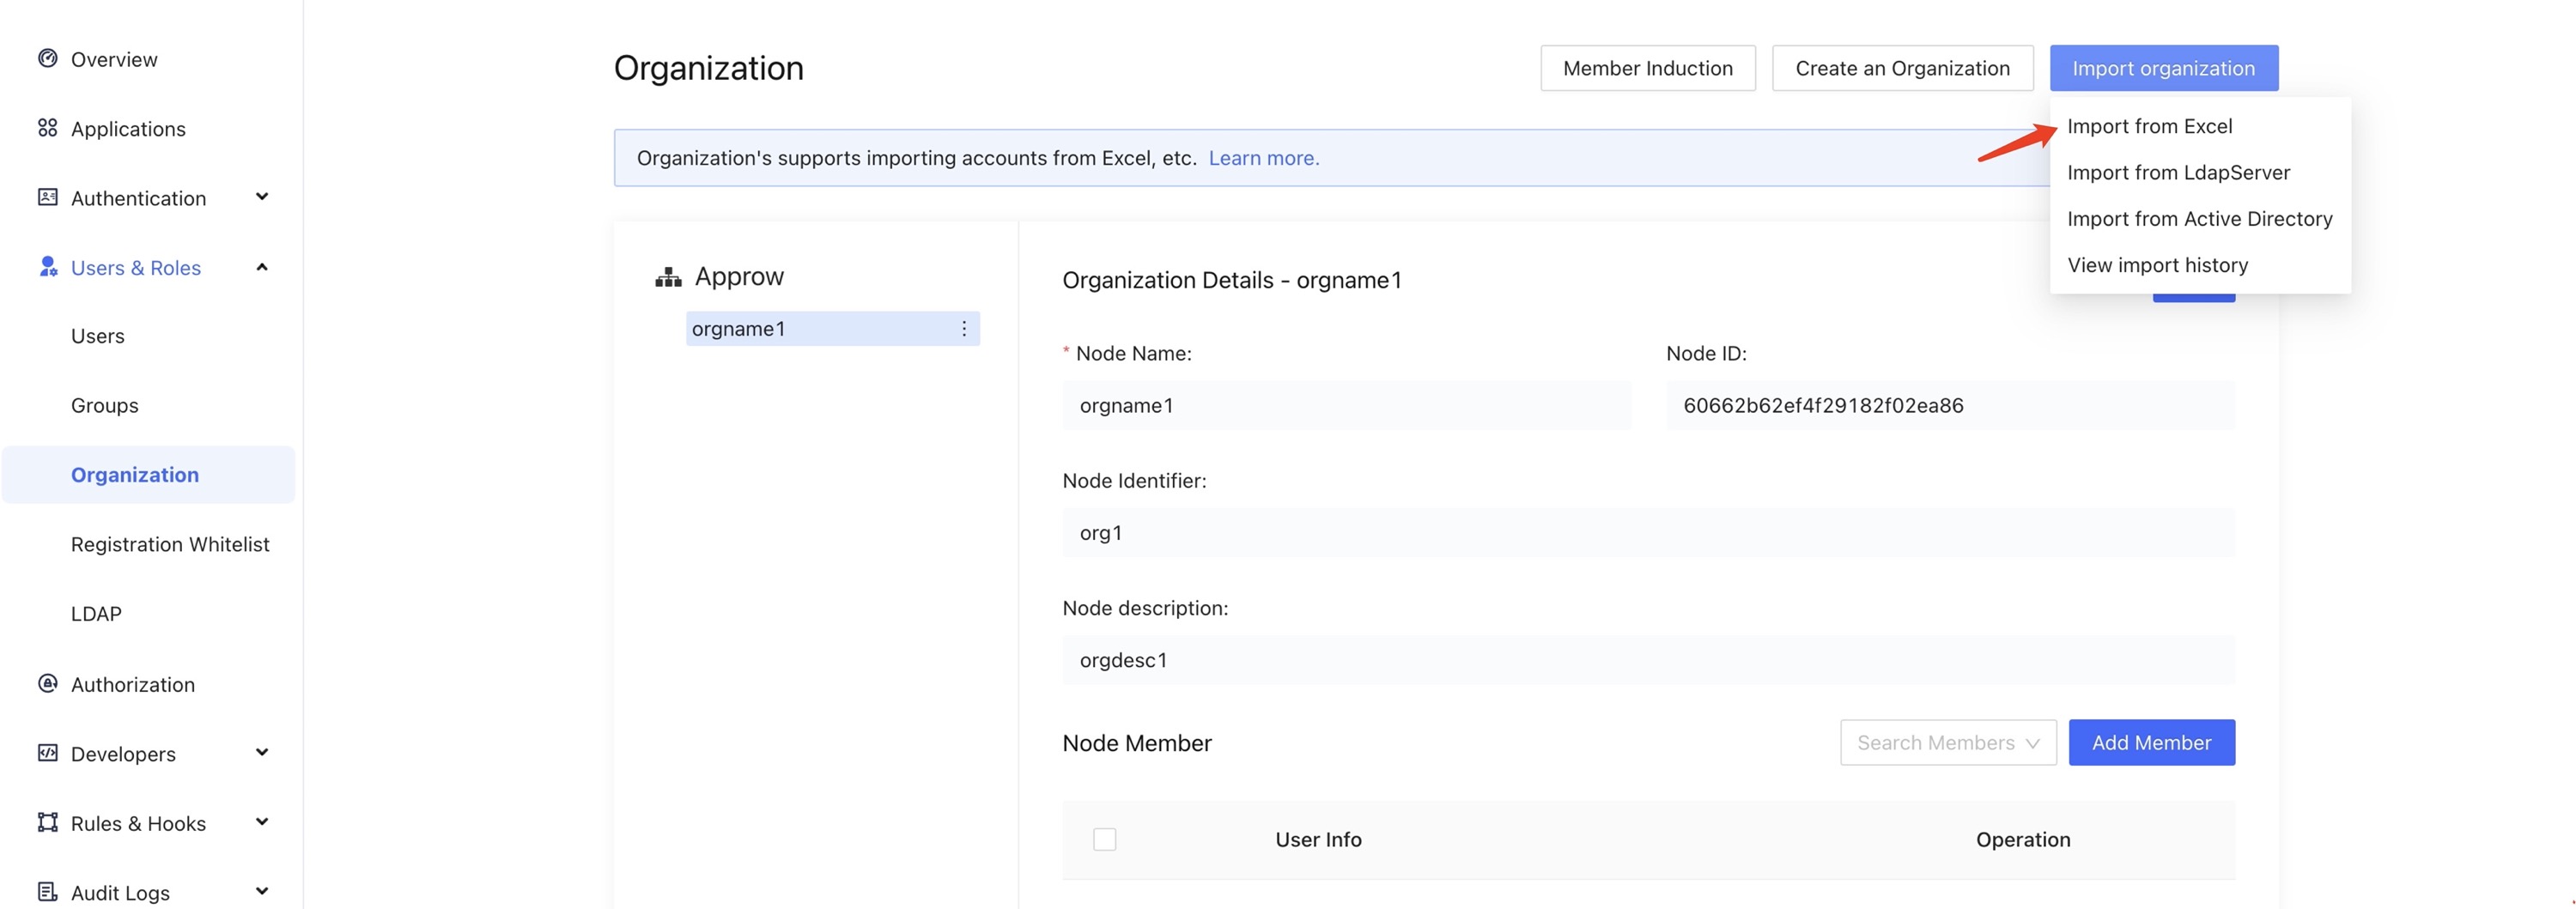 Overview
Applications
Authentication
Users & Roles
Users
Groups
Organization
Registration Whitelist
LDAP
Authorization
Developers
Rules & Hooks
Audit Logs
Organization
Member Induction
Create an Organization
Import organization
Import from Excel
Import from LdapServer
Import from Active Directory
View import history
Organization's supports importing accounts from Excel, etc. Learn more.
Approw
orgname1
Organization Details - orgname1
* Node Name:
orgname1
Node ID:
60662b62ef4f29182f02ea86
Node Identifier:
org1
Node description:
orgdesc1
Node Member
Search Members
Add Member
User Info
Operation